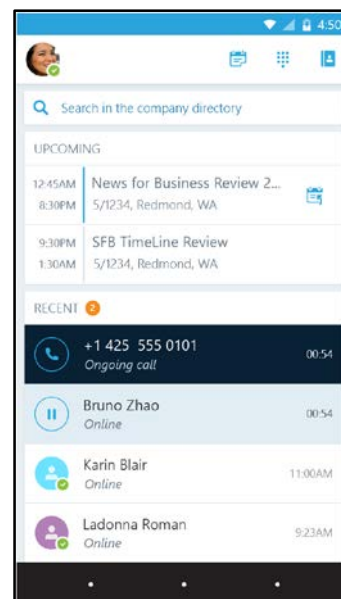 4:50
Search in the company directory
UPCOMING
12:45AM News for Business Review 2...
8:30PM 5/1234, Redmond, WA
9:30PM SFB TimeLine Review
1:30AM 5/1234, Redmond, WA
RECENT 2
+1 425 555 0101
Ongoing call 00:54
Bruno Zhao
Online 00:54
Karin Blair
Online 11:00AM
Ladonna Roman
Online 9:23AM